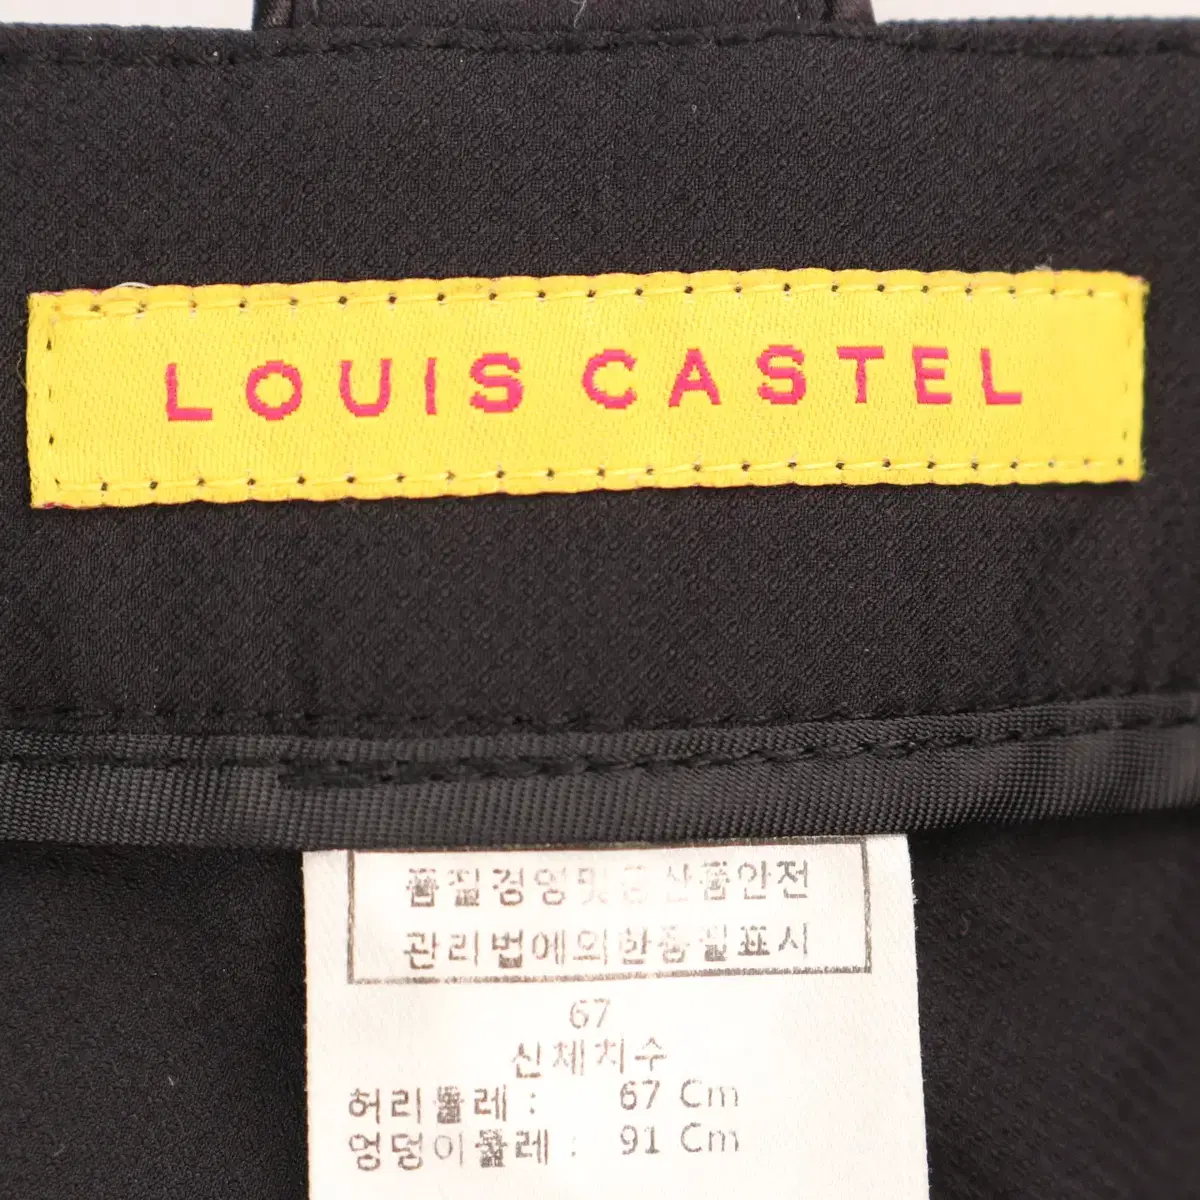 LOUIS CASTEL
품질경영및공산품안전
관리법에의한품질표시
67
신체치수
허리둘레 : 67 Cm
엉덩이둘레 : 91 Cm